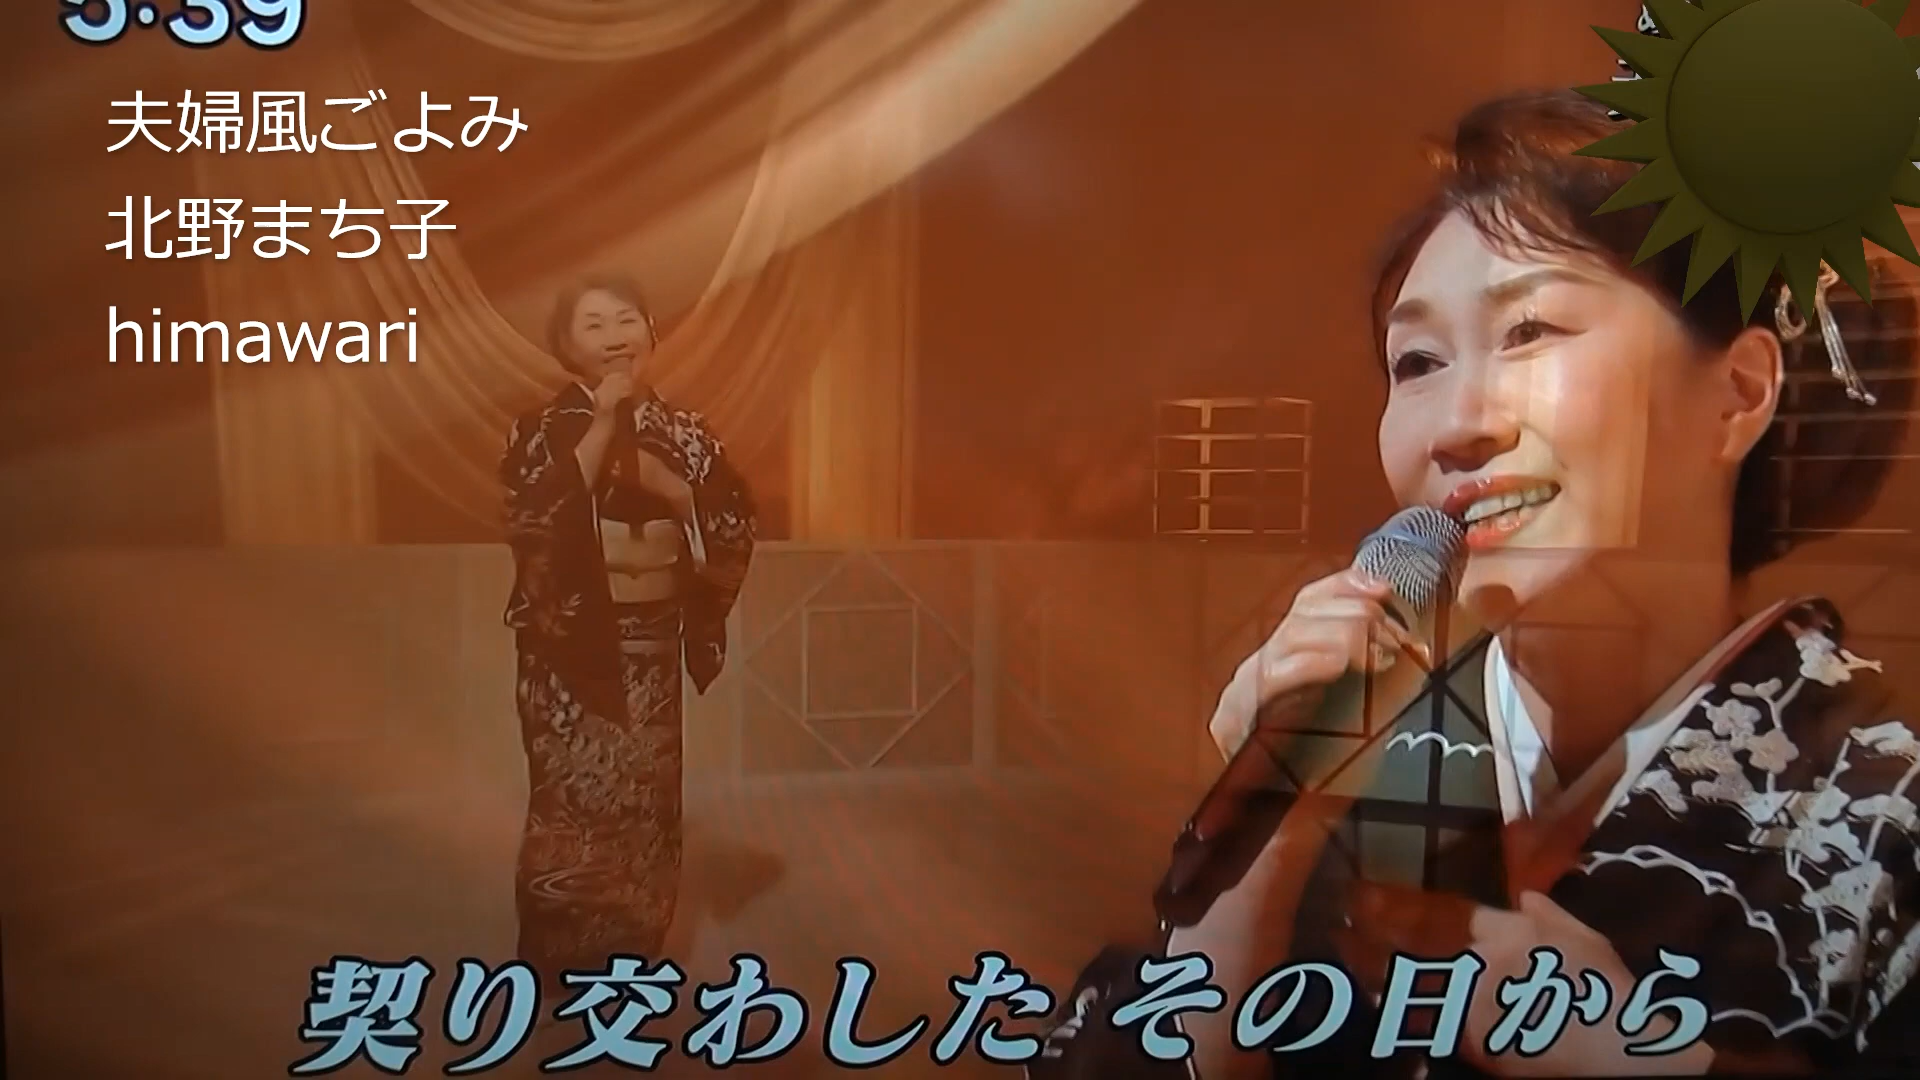 5:39
夫婦風ごよみ
北野まち子
himawari
契り交わした その日から